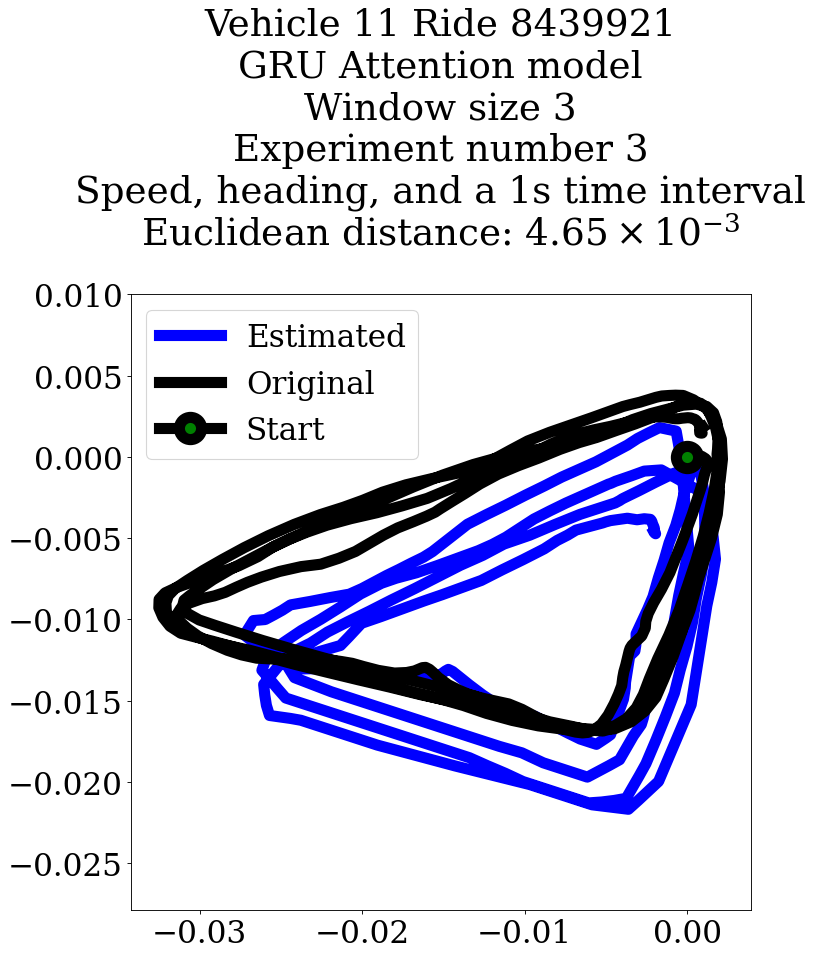 Vehicle 11 Ride 8439921
GRU Attention model
Window size 3
Experiment number 3
Speed, heading, and a 1s time interval
Euclidean distance: 4.65 × 10⁻³
0.010
Estimated
0.005
Original
0.000
Start
−0.005
−0.010
−0.015
−0.020
−0.025
−0.03 −0.02 −0.01 0.00